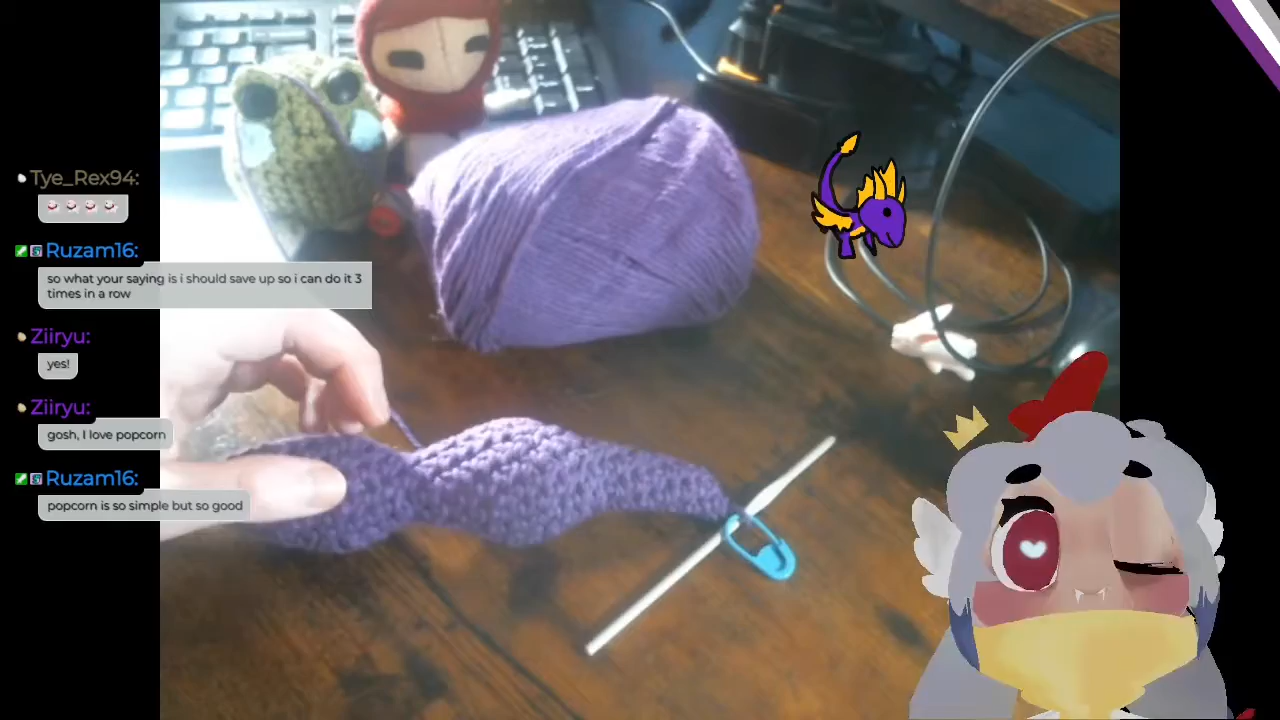 Tye_Rex94:
Ruzam16:
so what your saying is i should save up so i can do it 3
times in a row
Ziiryu:
yes!
Ziiryu:
gosh, I love popcorn
Ruzam16:
popcorn is so simple but so good